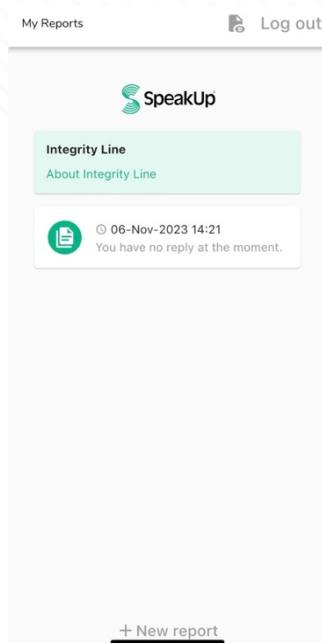 My Reports
Log out
SpeakUp
Integrity Line
About Integrity Line
06-Nov-2023 14:21
You have no reply at the moment.
+ New report